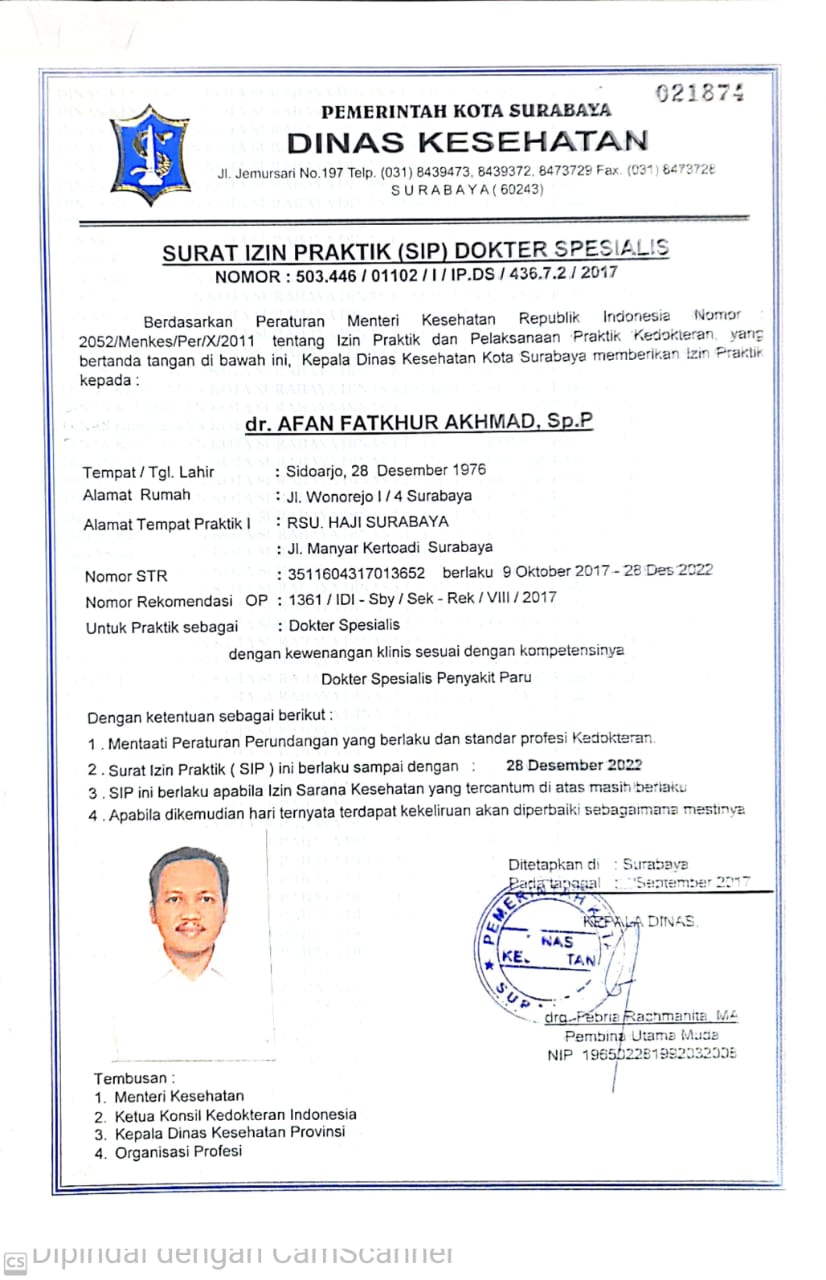 021874
PEMERINTAH KOTA SURABAYA
DINAS KESEHATAN
Jl. Jemursari No.197 Telp. (031) 8439473, 8439372, 8473729 Fax. (031) 8473728
SURABAYA ( 60243 )
SURAT IZIN PRAKTIK (SIP) DOKTER SPESIALIS
NOMOR : 503.446 / 01102 / I / IP.DS / 436.7.2 / 2017
Berdasarkan Peraturan Menteri Kesehatan Republik Indonesia Nomor :
2052/Menkes/Per/X/2011 tentang Izin Praktik dan Pelaksanaan Praktik Kedokteran, yang
bertanda tangan di bawah ini, Kepala Dinas Kesehatan Kota Surabaya memberikan Izin Praktik
kepada :
dr. AFAN FATKHUR AKHMAD, Sp.P
Tempat / Tgl. Lahir : Sidoarjo, 28 Desember 1976
Alamat Rumah : Jl. Wonorejo I / 4 Surabaya
Alamat Tempat Praktik I : RSU. HAJI SURABAYA
: Jl. Manyar Kertoadi Surabaya
Nomor STR : 3511604317013652 berlaku 9 Oktober 2017 - 28 Des 2022
Nomor Rekomendasi OP : 1361 / IDI - Sby / Sek - Rek / VIII / 2017
Untuk Praktik sebagai : Dokter Spesialis
dengan kewenangan klinis sesuai dengan kompetensinya
Dokter Spesialis Penyakit Paru
Dengan ketentuan sebagai berikut :
1 . Mentaati Peraturan Perundangan yang berlaku dan standar profesi Kedokteran.
2 . Surat Izin Praktik ( SIP ) ini berlaku sampai dengan : 28 Desember 2022
3 . SIP ini berlaku apabila Izin Sarana Kesehatan yang tercantum di atas masih berlaku
4 . Apabila dikemudian hari ternyata terdapat kekeliruan akan diperbaiki sebagaimana mestinya
Ditetapkan di : Surabaya
Pada tanggal : September 2017
KEPALA DINAS,
PEMERINTAH
drg. Febria Rachmanita, MA
Pembina Utama Muda
NIP 196502281992032008
Tembusan :
1. Menteri Kesehatan
2. Ketua Konsil Kedokteran Indonesia
3. Kepala Dinas Kesehatan Provinsi
4. Organisasi Profesi
CS Dipindai dengan CamScanner